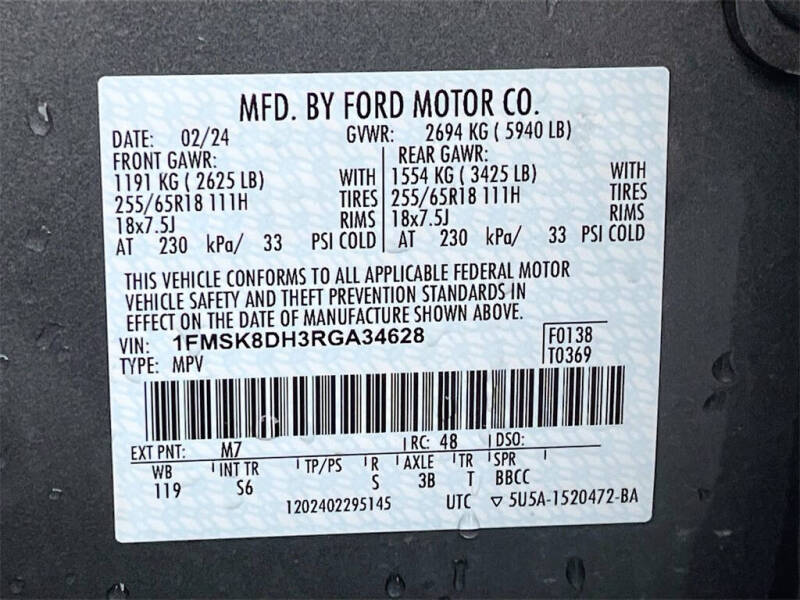 MFD. BY FORD MOTOR CO.
DATE: 02/24 GVWR: 2694 KG ( 5940 LB)
FRONT GAWR: REAR GAWR:
1191 KG ( 2625 LB) WITH 1554 KG ( 3425 LB) WITH
255/65R18 111H TIRES 255/65R18 111H TIRES
18x7.5J RIMS 18x7.5J RIMS
AT 230 kPa/ 33 PSI COLD AT 230 kPa/ 33 PSI COLD
THIS VEHICLE CONFORMS TO ALL APPLICABLE FEDERAL MOTOR
VEHICLE SAFETY AND THEFT PREVENTION STANDARDS IN
EFFECT ON THE DATE OF MANUFACTURE SHOWN ABOVE.
VIN: 1FMSK8DH3RGA34628 F0138
TYPE: MPV T0369
EXT PNT: M7 RC: 48 DSO:
WB INT TR TP/PS R AXLE TR SPR
119 S6 S 3B T BBCC
1202402295145 UTC ▽ 5U5A-1520472-BA